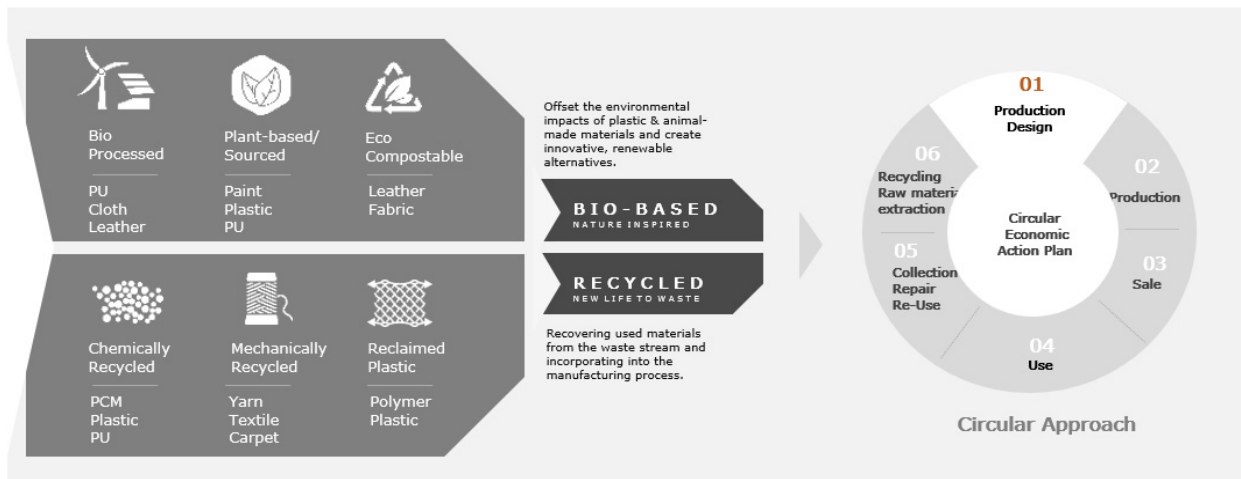 Bio
Processed
PU
Cloth
Leather
Plant-based/
Sourced
Paint
Plastic
PU
Eco
Compostable
Leather
Fabric
Chemically
Recycled
PCM
Plastic
PU
Mechanically
Recycled
Yarn
Textile
Carpet
Reclaimed
Plastic
Polymer
Plastic
Offset the environmental
impacts of plastic & animal-
made materials and create
innovative, renewable
alternatives.
BIO-BASED
NATURE INSPIRED
RECYCLED
NEW LIFE TO WASTE
Recovering used materials
from the waste stream and
incorporating into the
manufacturing process.
01
Production
Design
02
Production
03
Sale
04
Use
05
Collection
Repair
Re-Use
06
Recycling
Raw materi
extraction
Circular
Economic
Action Plan
Circular Approach